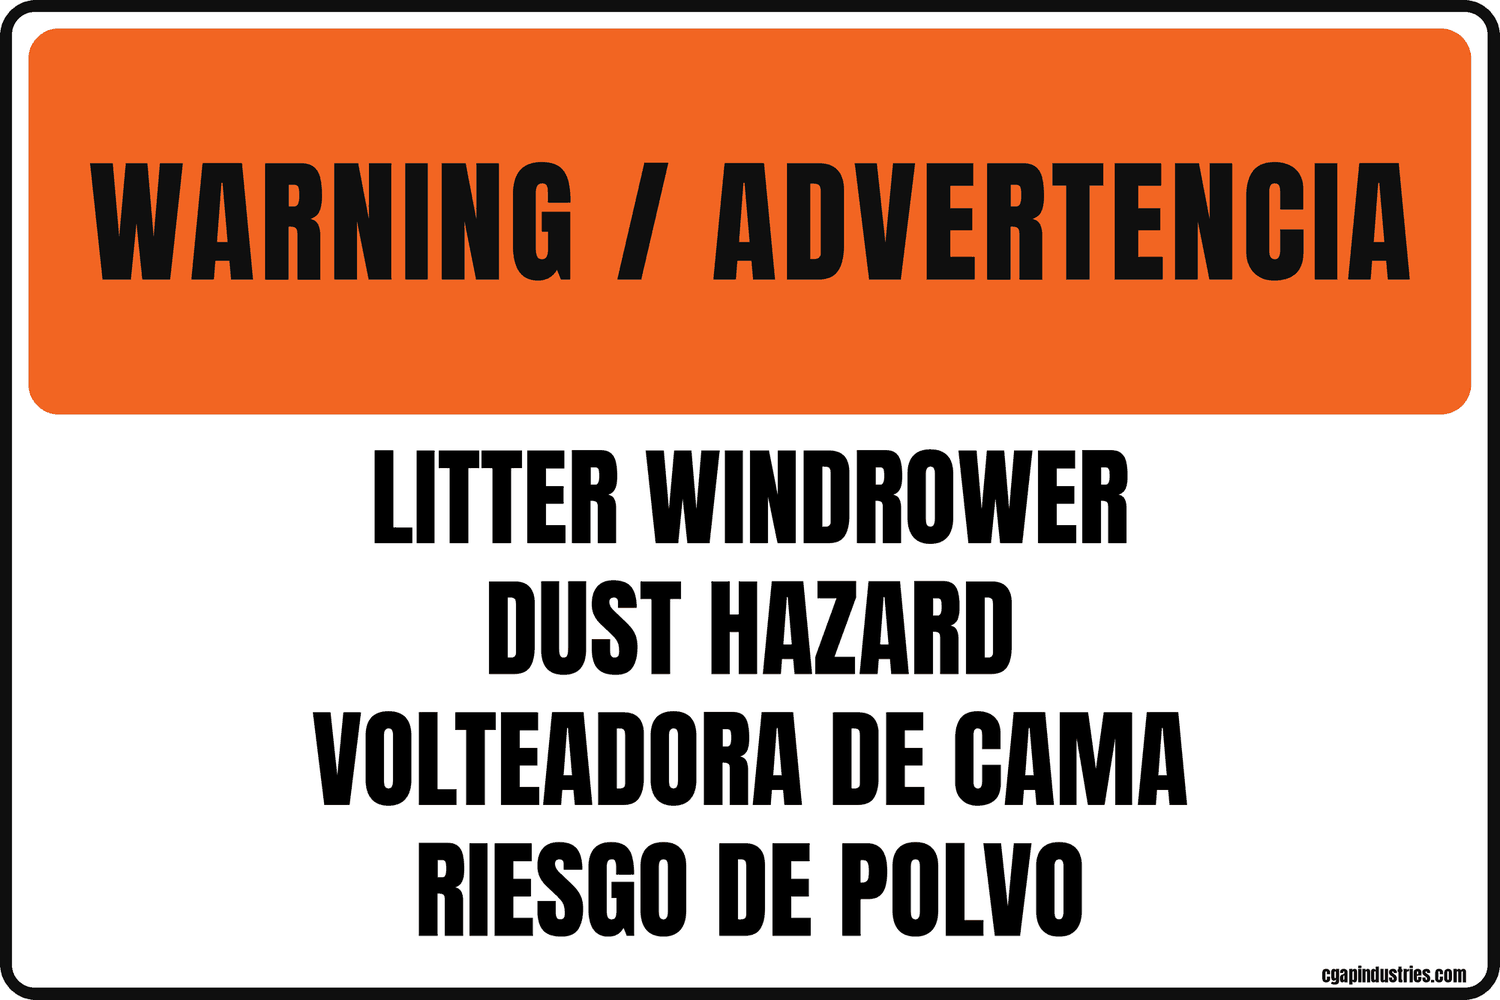 WARNING / ADVERTENCIA
LITTER WINDROWER
DUST HAZARD
VOLTEADORA DE CAMA
RIESGO DE POLVO
cgapindustries.com